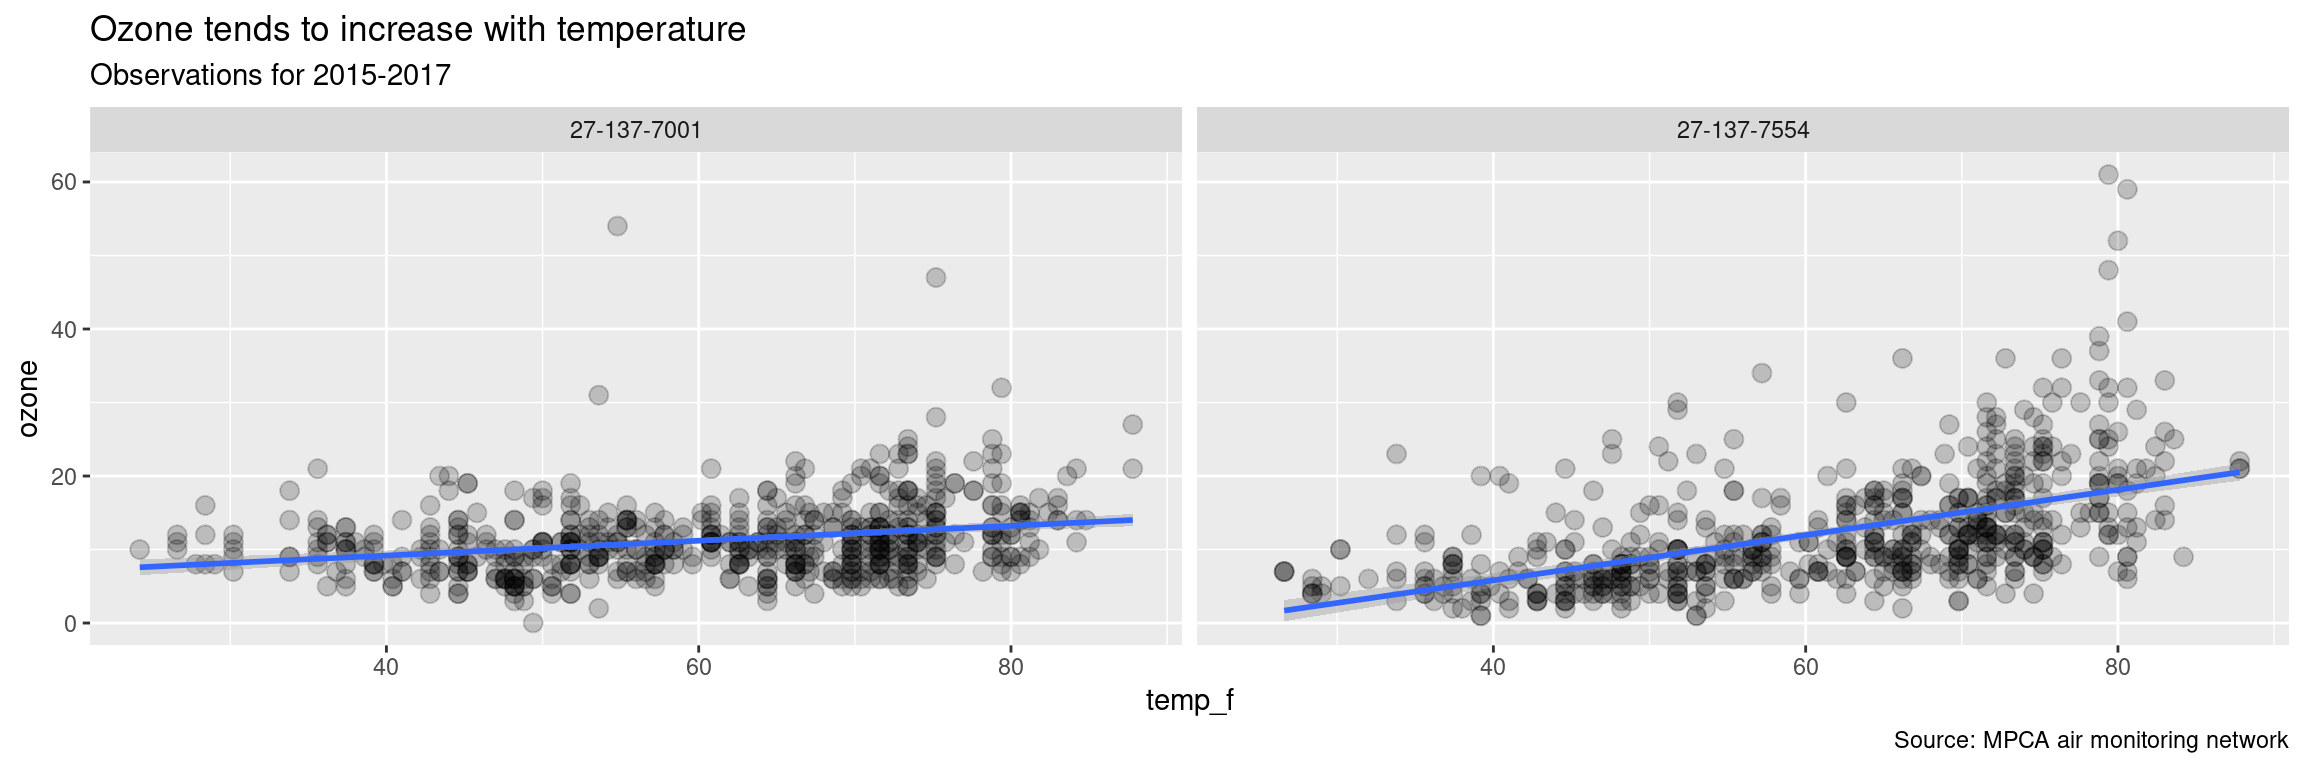 Ozone tends to increase with temperature
Observations for 2015-2017
27-137-7001
27-137-7554
ozone
60
40
20
0
40
60
80
40
60
80
temp_f
Source: MPCA air monitoring network